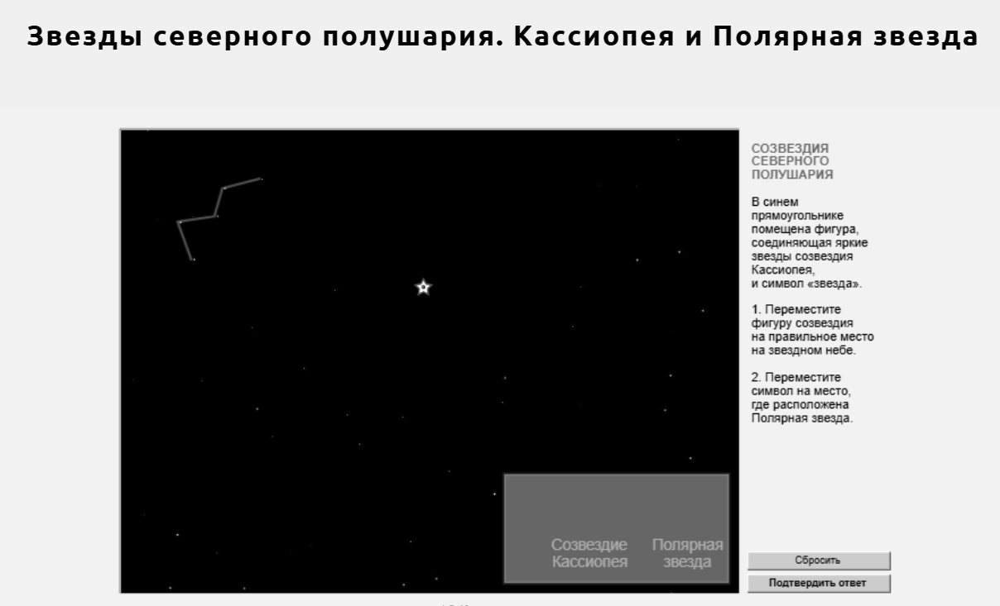 Звезды северного полушария. Кассиопея и Полярная звезда
СОЗВЕЗДИЯ
СЕВЕРНОГО
ПОЛУШАРИЯ
В синем
прямоугольнике
помещена фигура,
соединяющая яркие
звезды созвездия
Кассиопея,
и символ «звезда».
1. Переместите
фигуру созвездия
на правильное место
на звездном небе.
2. Переместите
символ на место,
где расположена
Полярная звезда.
Созвездие
Кассиопея
Полярная
звезда
Сбросить
Подтвердить ответ